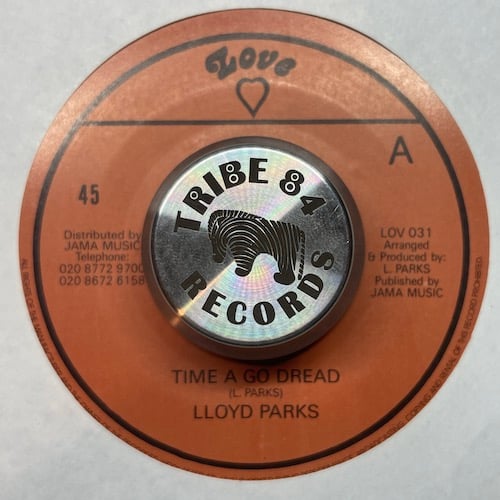 Love
A
45
Distributed by
JAMA MUSIC
Telephone:
020 8772 9700
020 8672 6158
LOV 031
Arranged
& Produced by:
L. PARKS
Published by
JAMA MUSIC
TRIBE 84
RECORDS
TIME A GO DREAD
(L. PARKS)
LLOYD PARKS